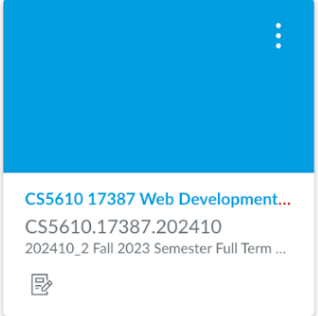 CS5610 17387 Web Development...
CS5610.17387.202410
202410_2 Fall 2023 Semester Full Term ...